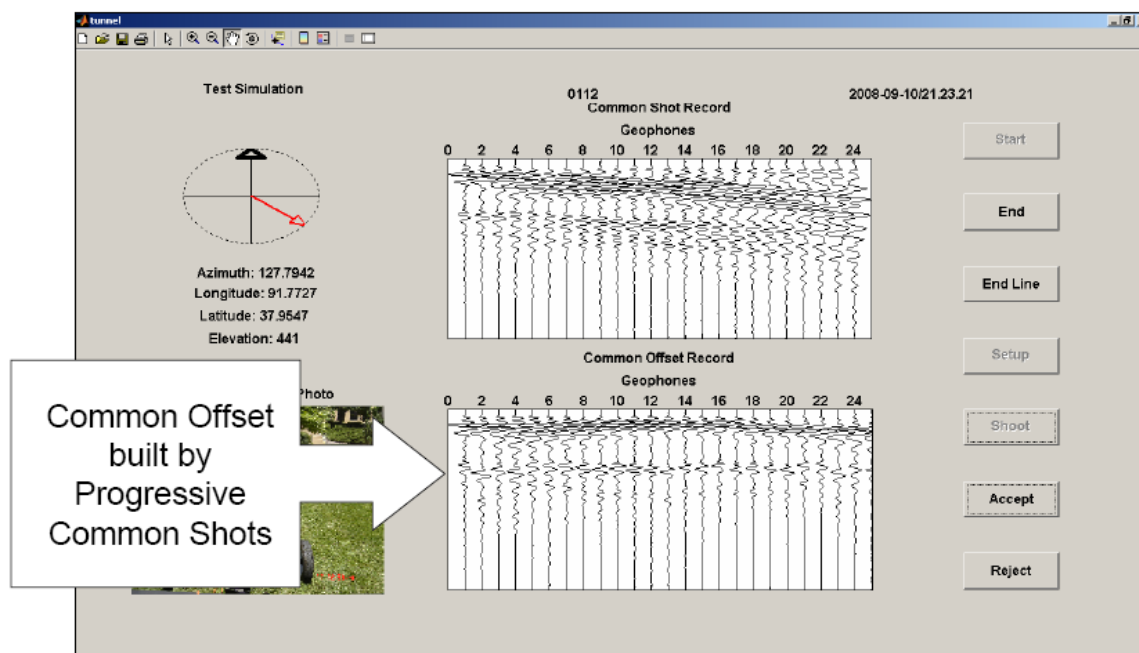 tunnel
Test Simulation
0112
2008-09-10/21.23.21
Common Shot Record
Geophones
0 2 4 6 8 10 12 14 16 18 20 22 24
Start
End
Azimuth: 127.7942
Longitude: 91.7727
Latitude: 37.9547
Elevation: 441
End Line
Setup
Common Offset Record
Geophones
Photo
0 2 4 6 8 10 12 14 16 18 20 22 24
Common Offset
built by
Progressive
Common Shots
Shoot
Accept
Reject